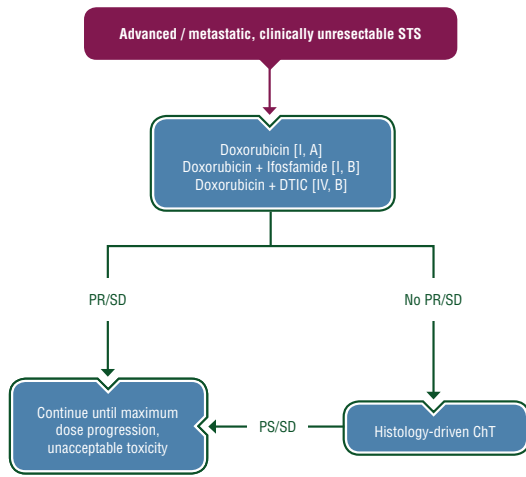 Advanced / metastatic, clinically unresectable STS
Doxorubicin [I, A]
Doxorubicin + Ifosfamide [I, B]
Doxorubicin + DTIC [IV, B]
PR/SD
No PR/SD
Continue until maximum
dose progression,
unacceptable toxicity
PS/SD
Histology-driven ChT